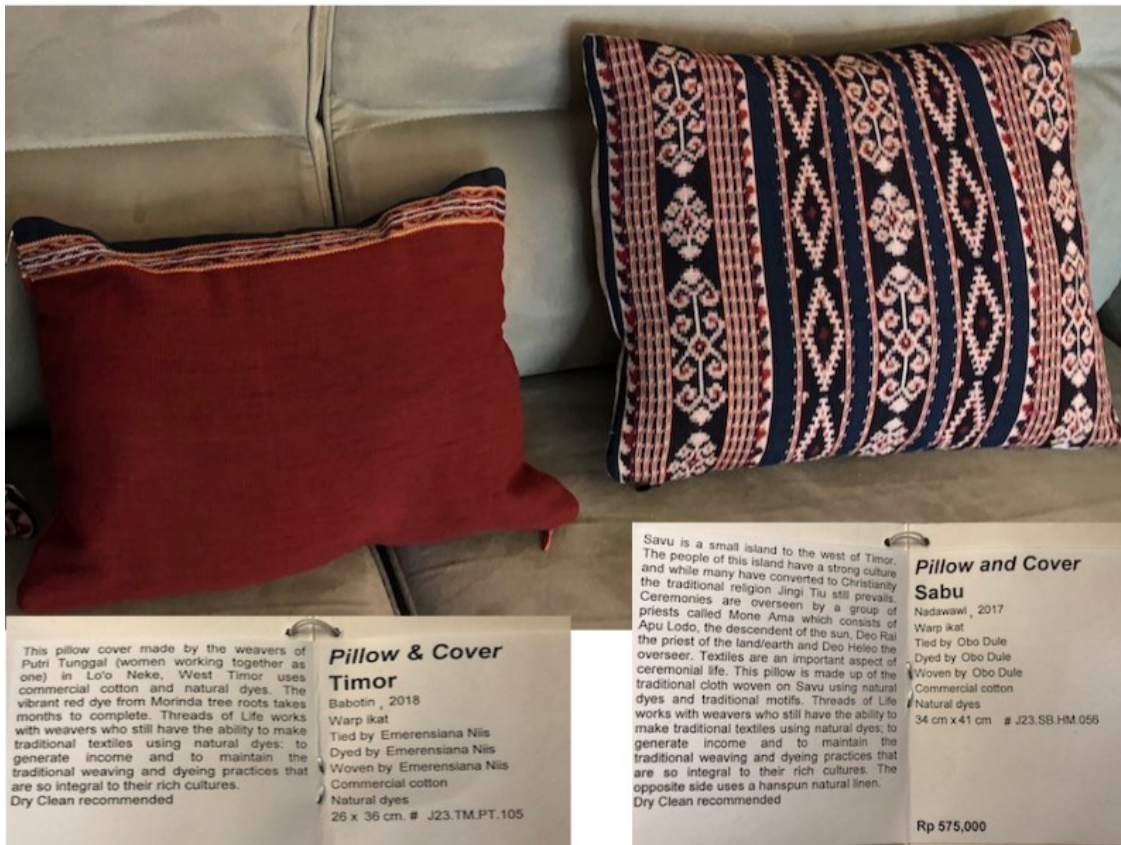 This pillow cover made by the weavers of
Putri Tunggal (women working together as
one) in Lo'o Neke, West Timor uses
commercial cotton and natural dyes. The
vibrant red dye from Morinda tree roots takes
months to complete. Threads of Life works
with weavers who still have the ability to make
traditional textiles using natural dyes: to
generate income and to maintain the
traditional weaving and dyeing practices that
are so integral to their rich cultures.
Dry Clean recommended
Pillow & Cover
Timor
Babotin , 2018
Warp ikat
Tied by Emerensiana Niis
Dyed by Emerensiana Niis
Woven by Emerensiana Niis
Commercial cotton
Natural dyes
26 x 36 cm. # J23.TM.PT.105
Savu is a small island to the west of Timor.
The people of this island have a strong culture
and while many have converted to Christianity
the traditional religion Jingi Tiu still prevails.
Ceremonies are overseen by a group of
priests called Mone Ama which consists of
Apu Lodo, the descendent of the sun, Deo Rai
the priest of the land/earth and Deo Heleo the
overseer. Textiles are an important aspect of
ceremonial life. This pillow is made up of the
traditional cloth woven on Savu using natural
dyes and traditional motifs. Threads of Life
works with weavers who still have the ability to
make traditional textiles using natural dyes; to
generate income and to maintain the
traditional weaving and dyeing practices that
are so integral to their rich cultures. The
opposite side uses a hanspun natural linen.
Dry Clean recommended
Pillow and Cover
Sabu
Nadawawi , 2017
Warp ikat
Tied by Obo Dule
Dyed by Obo Dule
Woven by Obo Dule
Commercial cotton
Natural dyes
34 cm x 41 cm # J23.SB.HM.056
Rp 575,000